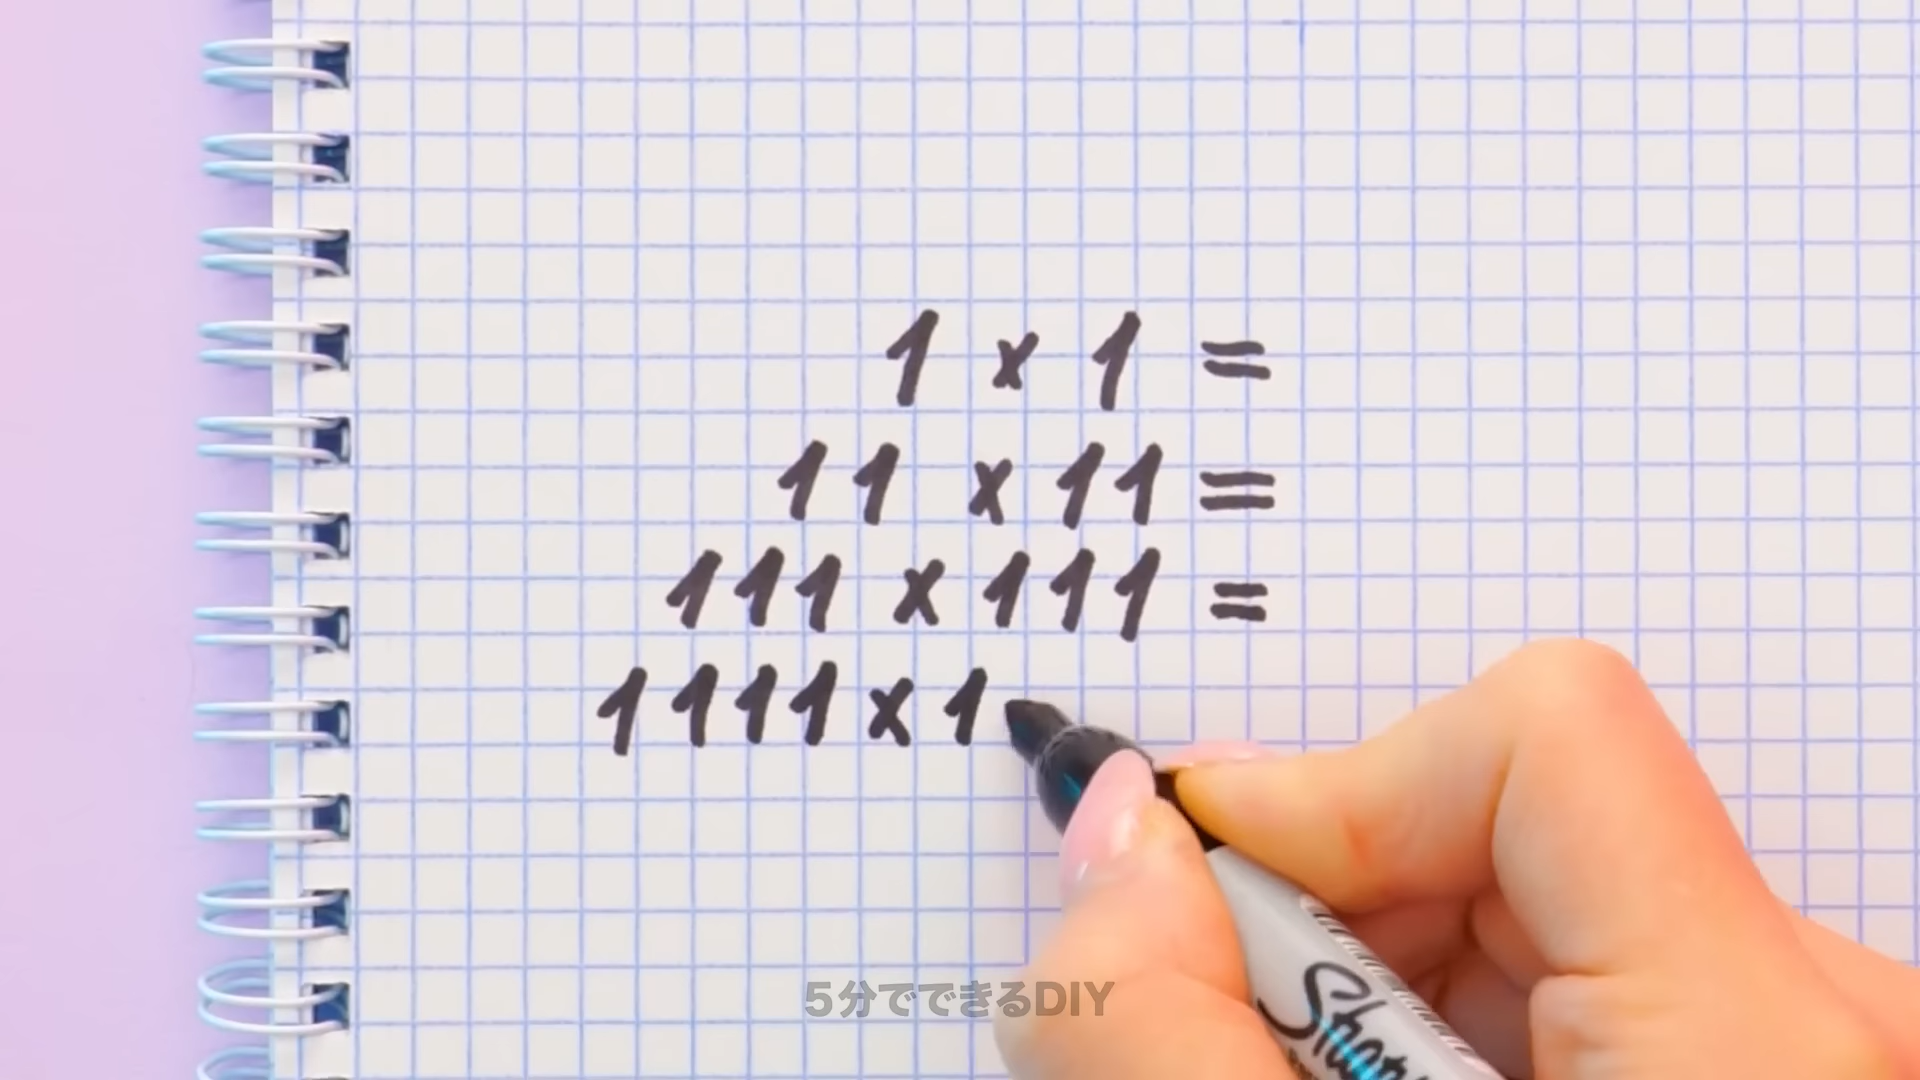 1 x 1 =
11 x 11 =
111 x 111 =
1111 x 1
5分でできるDIY